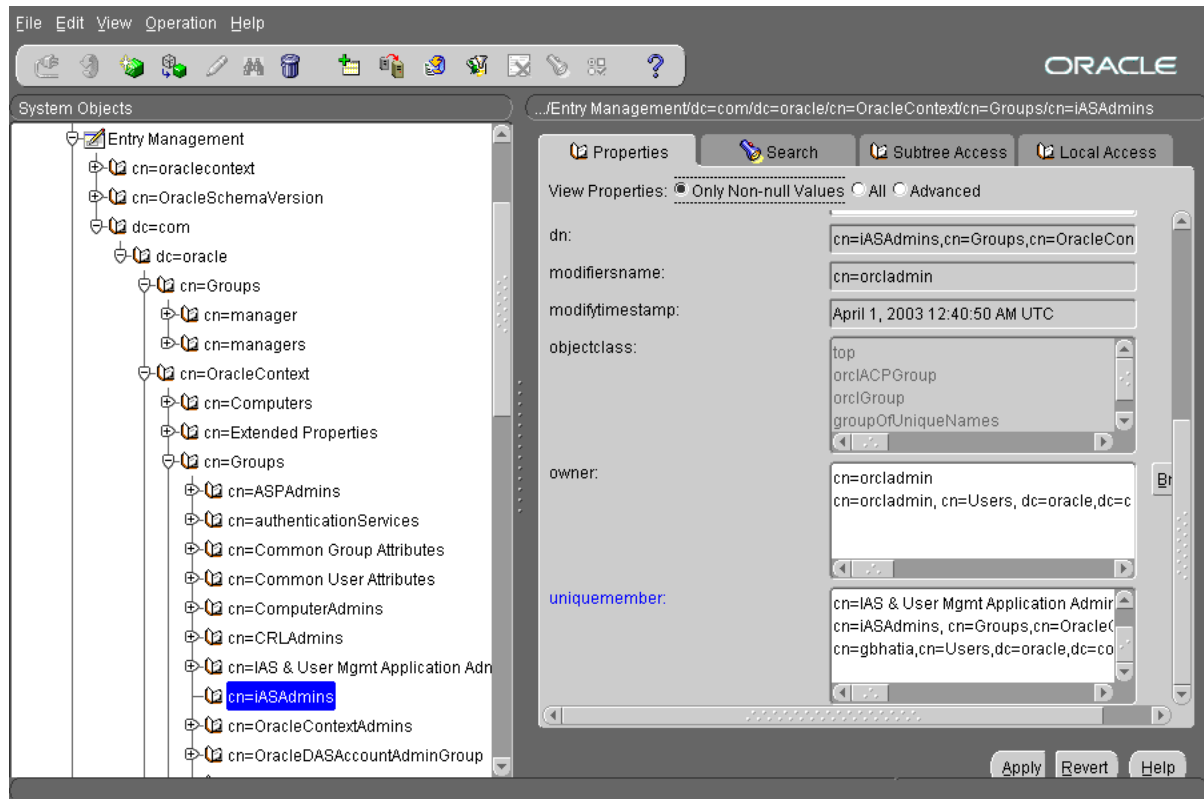 File Edit View Operation Help
ORACLE
System Objects
Entry Management
cn=oraclecontext
cn=OracleSchemaVersion
dc=com
dc=oracle
cn=Groups
cn=manager
cn=managers
cn=OracleContext
cn=Computers
cn=Extended Properties
cn=Groups
cn=ASPAdmins
cn=authenticationServices
cn=Common Group Attributes
cn=Common User Attributes
cn=ComputerAdmins
cn=CRLAdmins
cn=IAS & User Mgmt Application Adn
cn=iASAdmins
cn=OracleContextAdmins
cn=OracleDASAccountAdminGroup
.../Entry Management/dc=com/dc=oracle/cn=OracleContext/cn=Groups/cn=iASAdmins
Properties Search Subtree Access Local Access
View Properties: Only Non-null Values All Advanced
dn: cn=iASAdmins,cn=Groups,cn=OracleCon
modifiersname: cn=orcladmin
modifytimestamp: April 1, 2003 12:40:50 AM UTC
objectclass: top
orclACPGroup
orclGroup
groupOfUniqueNames
owner: cn=orcladmin
cn=orcladmin, cn=Users, dc=oracle,dc=c
Br
uniquemember: cn=IAS & User Mgmt Application Admir
cn=iASAdmins, cn=Groups,cn=Oracle(
cn=gbhatia,cn=Users,dc=oracle,dc=co
Apply Revert Help